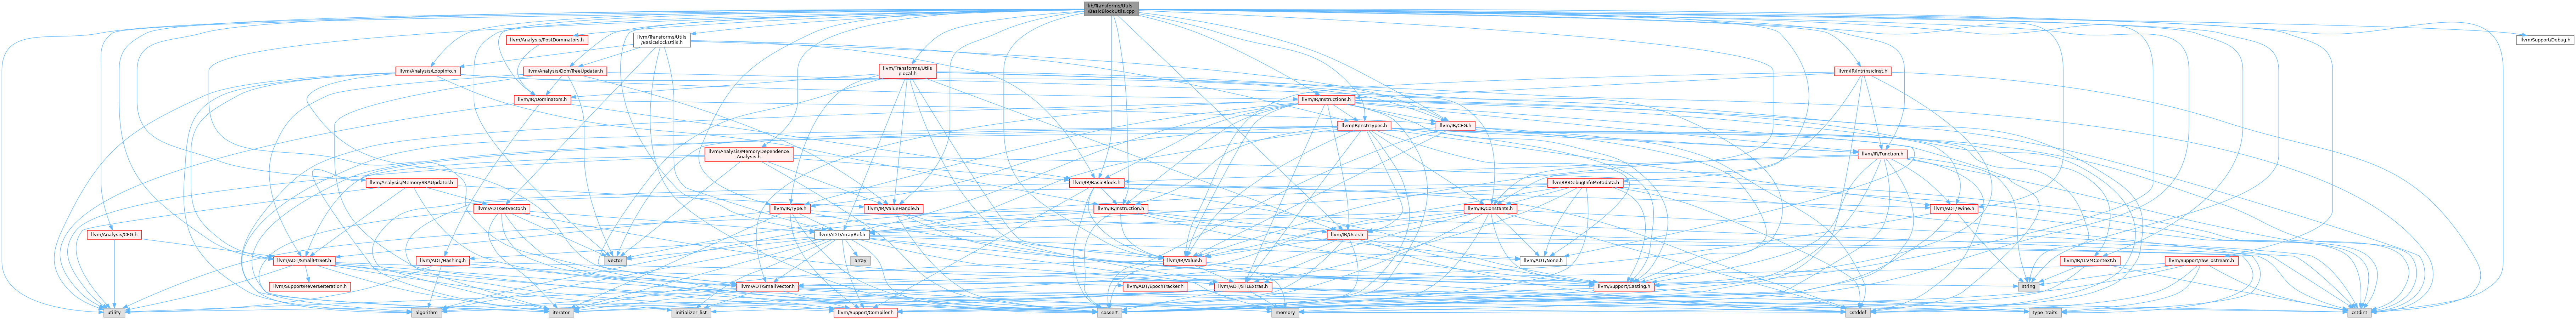 lib/Transforms/Utils
/BasicBlockUtils.cpp
llvm/Analysis/PostDominators.h
llvm/Transforms/Utils
/BasicBlockUtils.h
llvm/Support/Debug.h
llvm/Analysis/LoopInfo.h
llvm/Analysis/DomTreeUpdater.h
llvm/Transforms/Utils
/Local.h
llvm/IR/IntrinsicInst.h
llvm/IR/Dominators.h
llvm/IR/Instructions.h
llvm/IR/InstrTypes.h
llvm/IR/CFG.h
llvm/Analysis/MemoryDependence
Analysis.h
llvm/IR/Function.h
llvm/Analysis/MemorySSAUpdater.h
llvm/IR/BasicBlock.h
llvm/IR/DebugInfoMetadata.h
llvm/ADT/SetVector.h
llvm/IR/Type.h
llvm/IR/ValueHandle.h
llvm/IR/Instruction.h
llvm/IR/Constants.h
llvm/ADT/Twine.h
llvm/Analysis/CFG.h
llvm/ADT/ArrayRef.h
llvm/IR/User.h
llvm/ADT/SmallPtrSet.h
llvm/ADT/Hashing.h
vector
array
llvm/IR/Value.h
llvm/ADT/None.h
llvm/IR/LLVMContext.h
llvm/Support/raw_ostream.h
llvm/Support/ReverseIteration.h
llvm/ADT/SmallVector.h
llvm/ADT/EpochTracker.h
llvm/ADT/STLExtras.h
llvm/Support/Casting.h
string
utility
algorithm
iterator
initializer_list
llvm/Support/Compiler.h
cassert
memory
cstddef
type_traits
cstdint